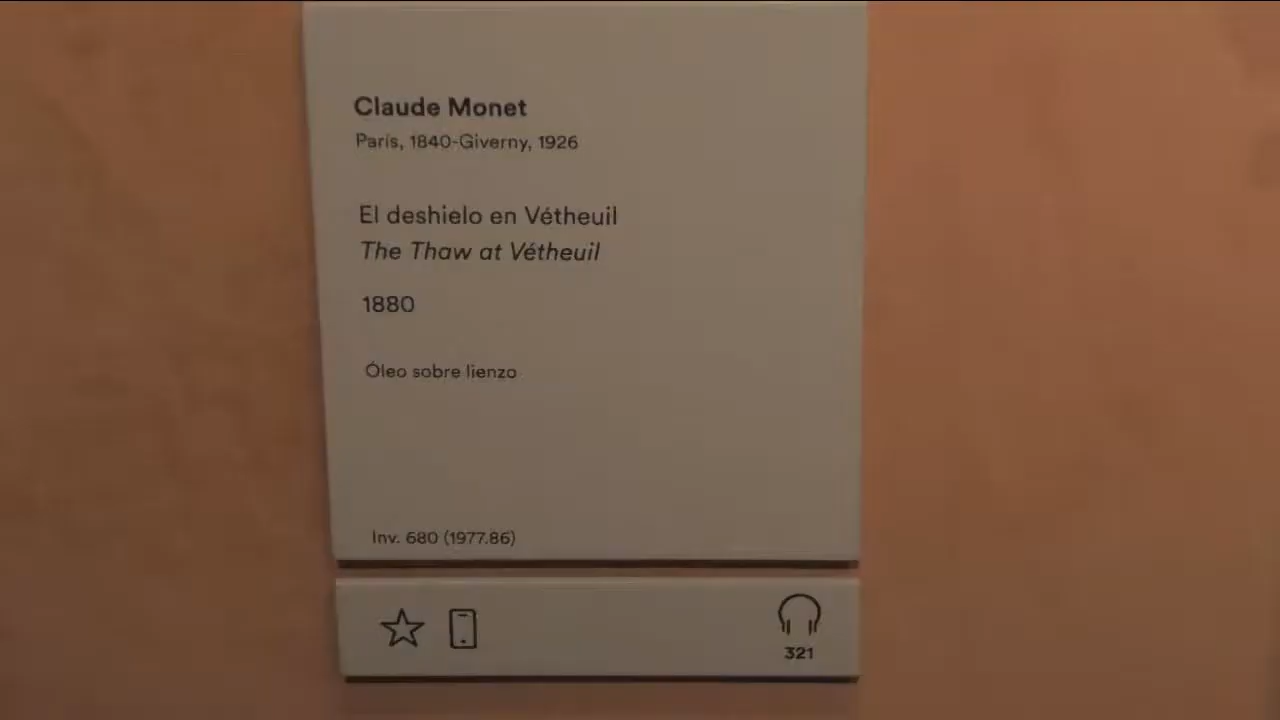 Claude Monet
París, 1840-Giverny, 1926
El deshielo en Vétheuil
The Thaw at Vétheuil
1880
Óleo sobre lienzo
Inv. 680 (1977.86)
321